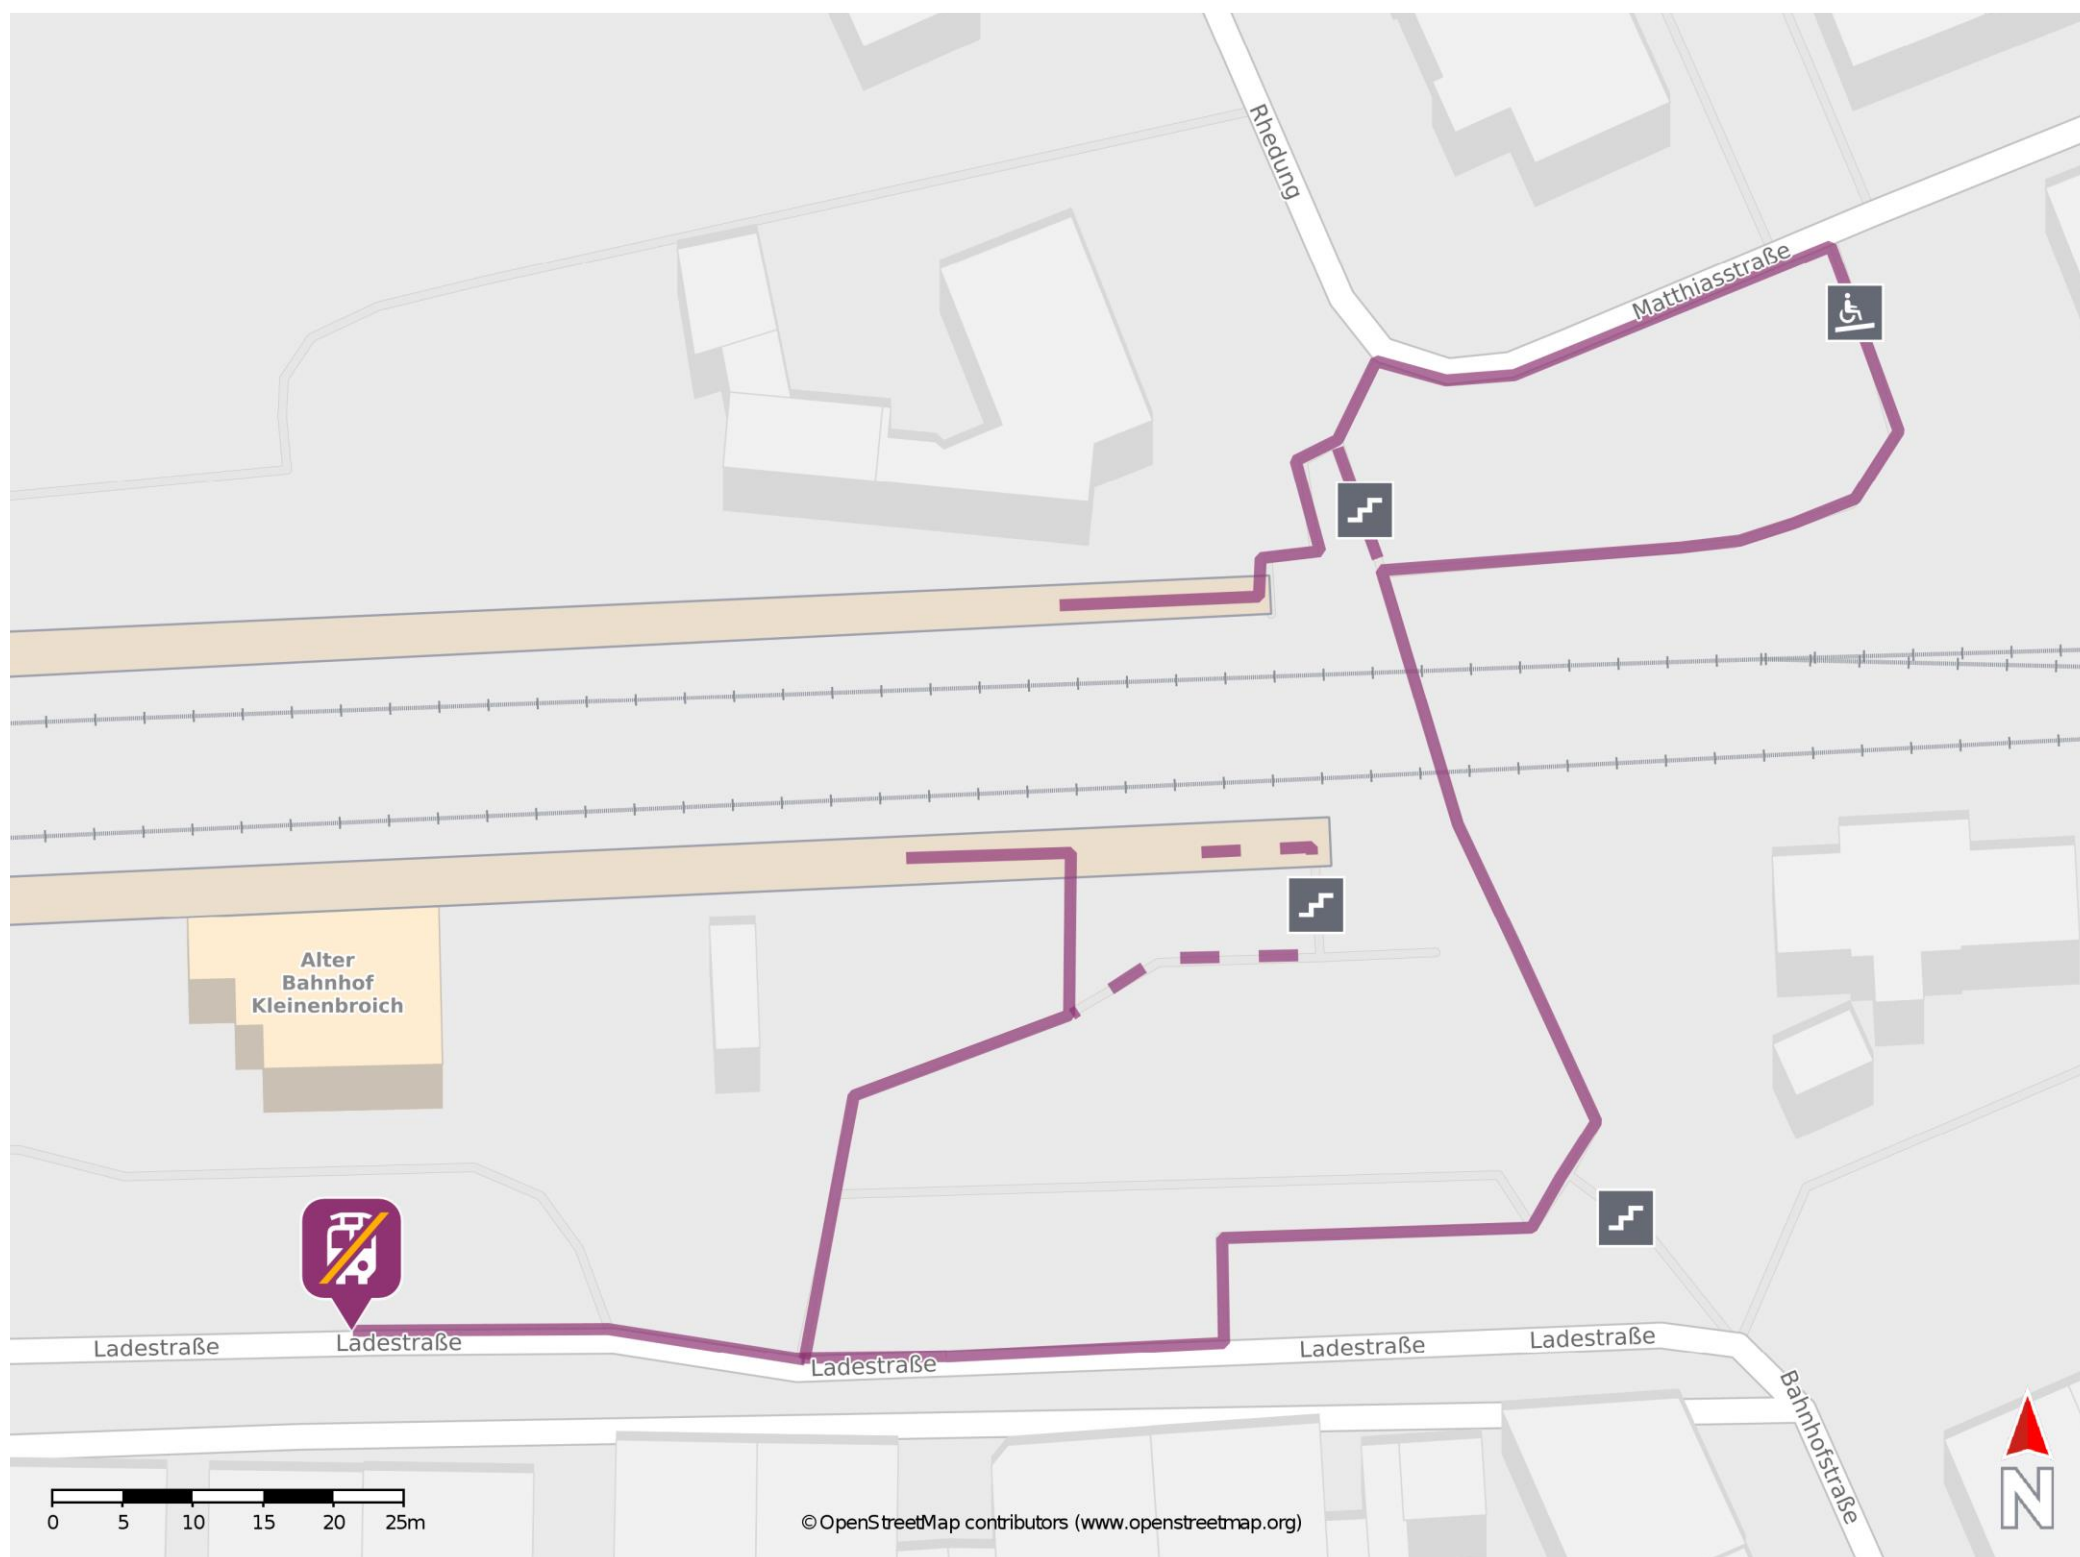 Rhedung
Matthiasstraße
Alter
Bahnhof
Kleinenbroich
Ladestraße
Ladestraße
Ladestraße
Ladestraße
Ladestraße
Bahnhofstraße
0 5 10 15 20 25m
© OpenStreetMap contributors (www.openstreetmap.org)
N